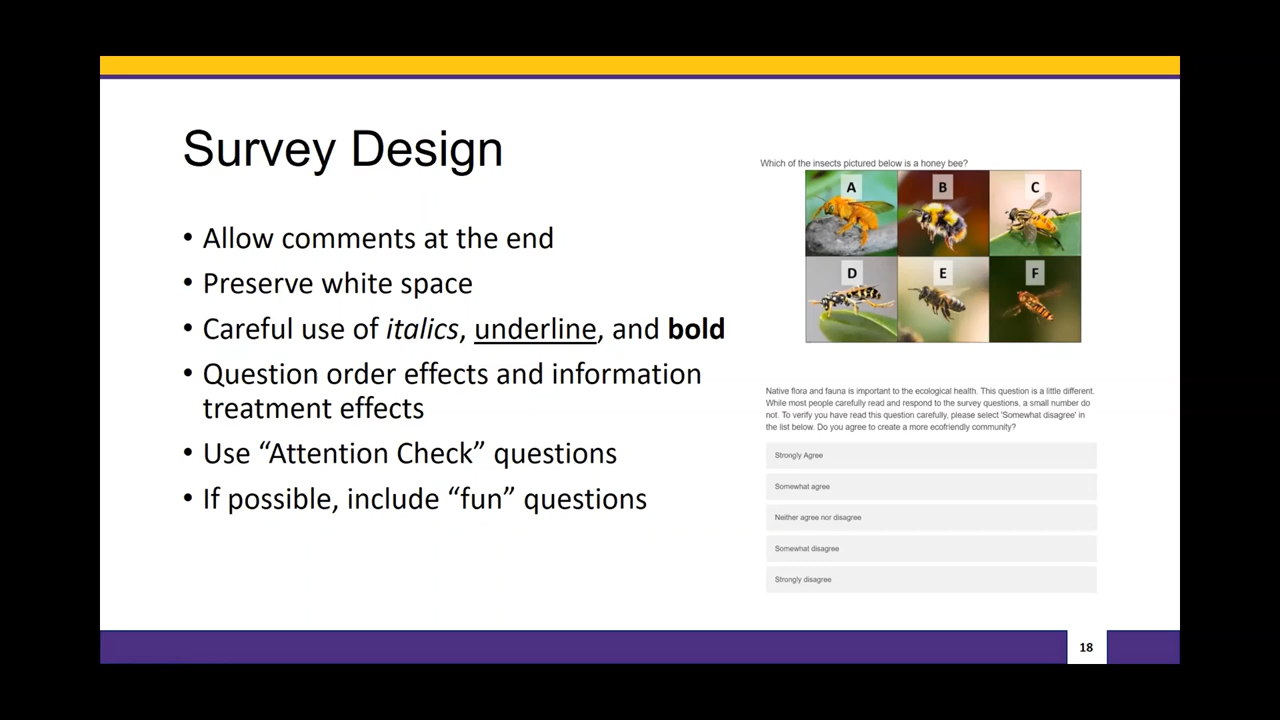 Survey Design
• Allow comments at the end
• Preserve white space
• Careful use of italics, underline, and bold
• Question order effects and information
treatment effects
• Use “Attention Check” questions
• If possible, include “fun” questions
Which of the insects pictured below is a honey bee?
A B C
D E F
Native flora and fauna is important to the ecological health. This question is a little different.
While most people carefully read and respond to the survey questions, a small number do
not. To verify you have read this question carefully, please select 'Somewhat disagree' in
the list below. Do you agree to create a more ecofriendly community?
Strongly Agree
Somewhat agree
Neither agree nor disagree
Somewhat disagree
Strongly disagree
18